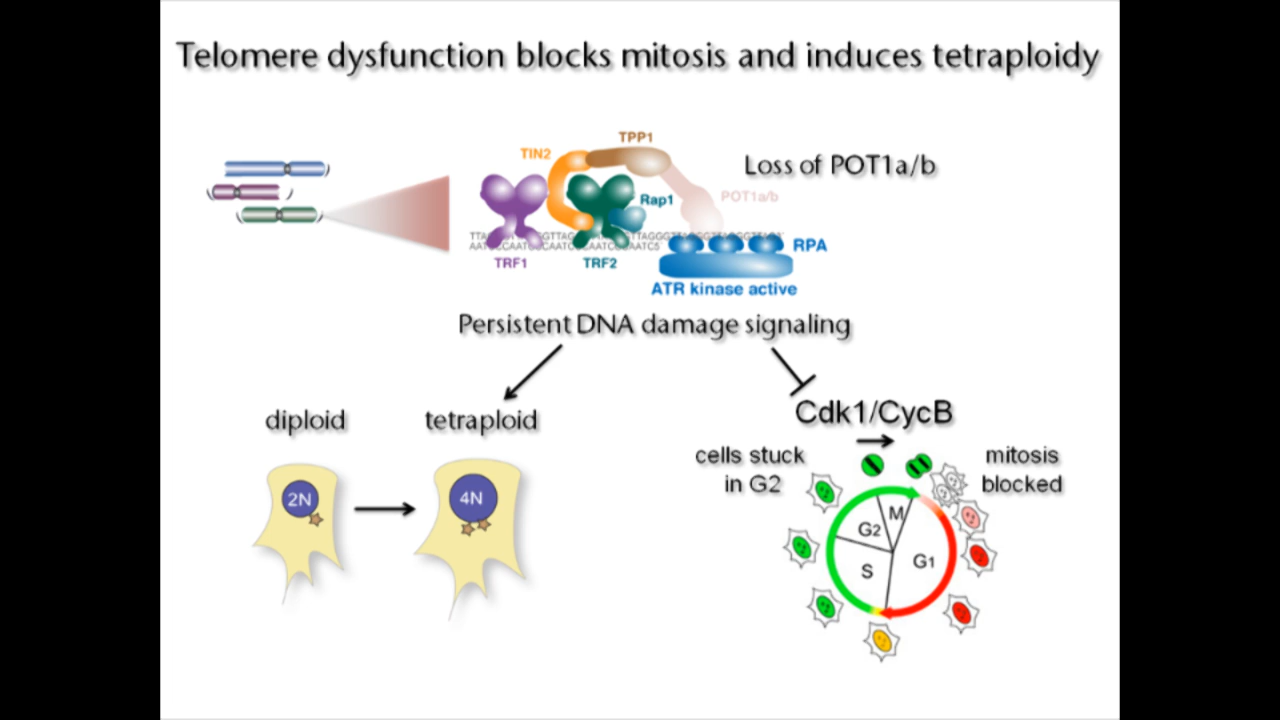 Telomere dysfunction blocks mitosis and induces tetraploidy
TPP1
TIN2
Loss of POT1a/b
Rap1
POT1a/b
RPA
TRF1
TRF2
ATR kinase active
Persistent DNA damage signaling
diploid
tetraploid
Cdk1/CycB
cells stuck
in G2
mitosis
blocked
2N
4N
M
G2
G1
S